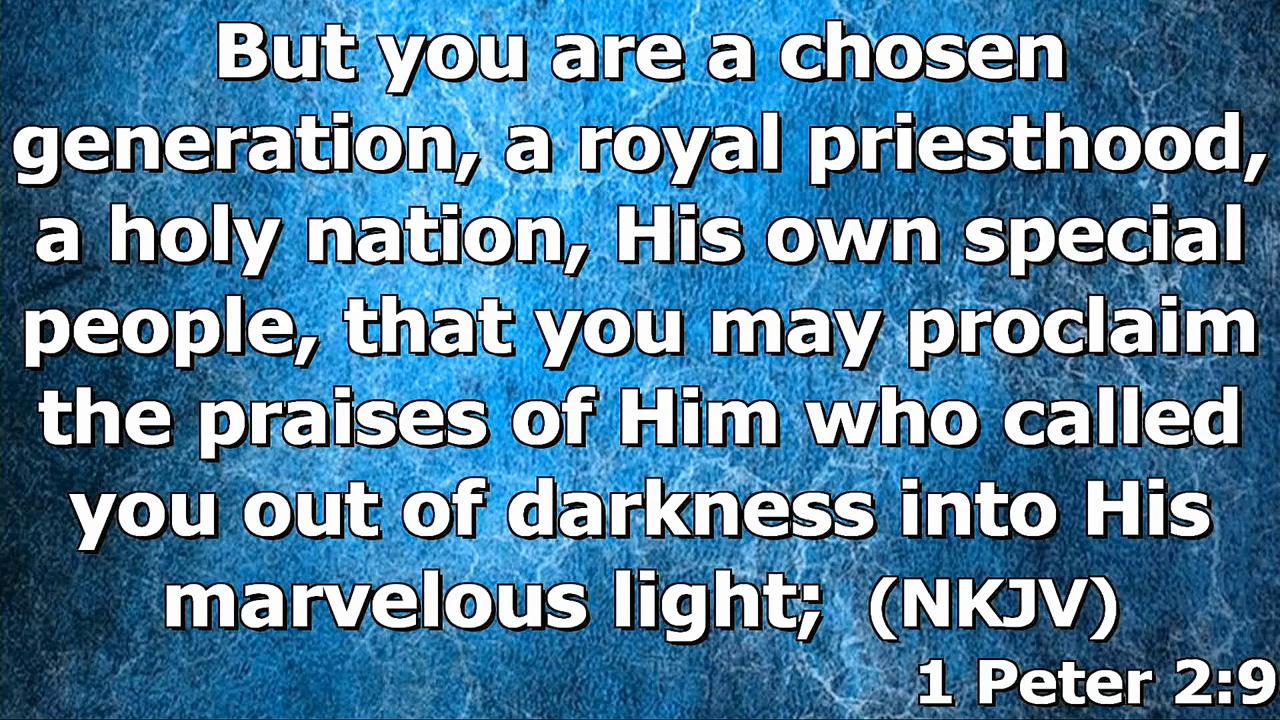 But you are a chosen
generation, a royal priesthood,
a holy nation, His own special
people, that you may proclaim
the praises of Him who called
you out of darkness into His
marvelous light;  (NKJV)
1 Peter 2:9